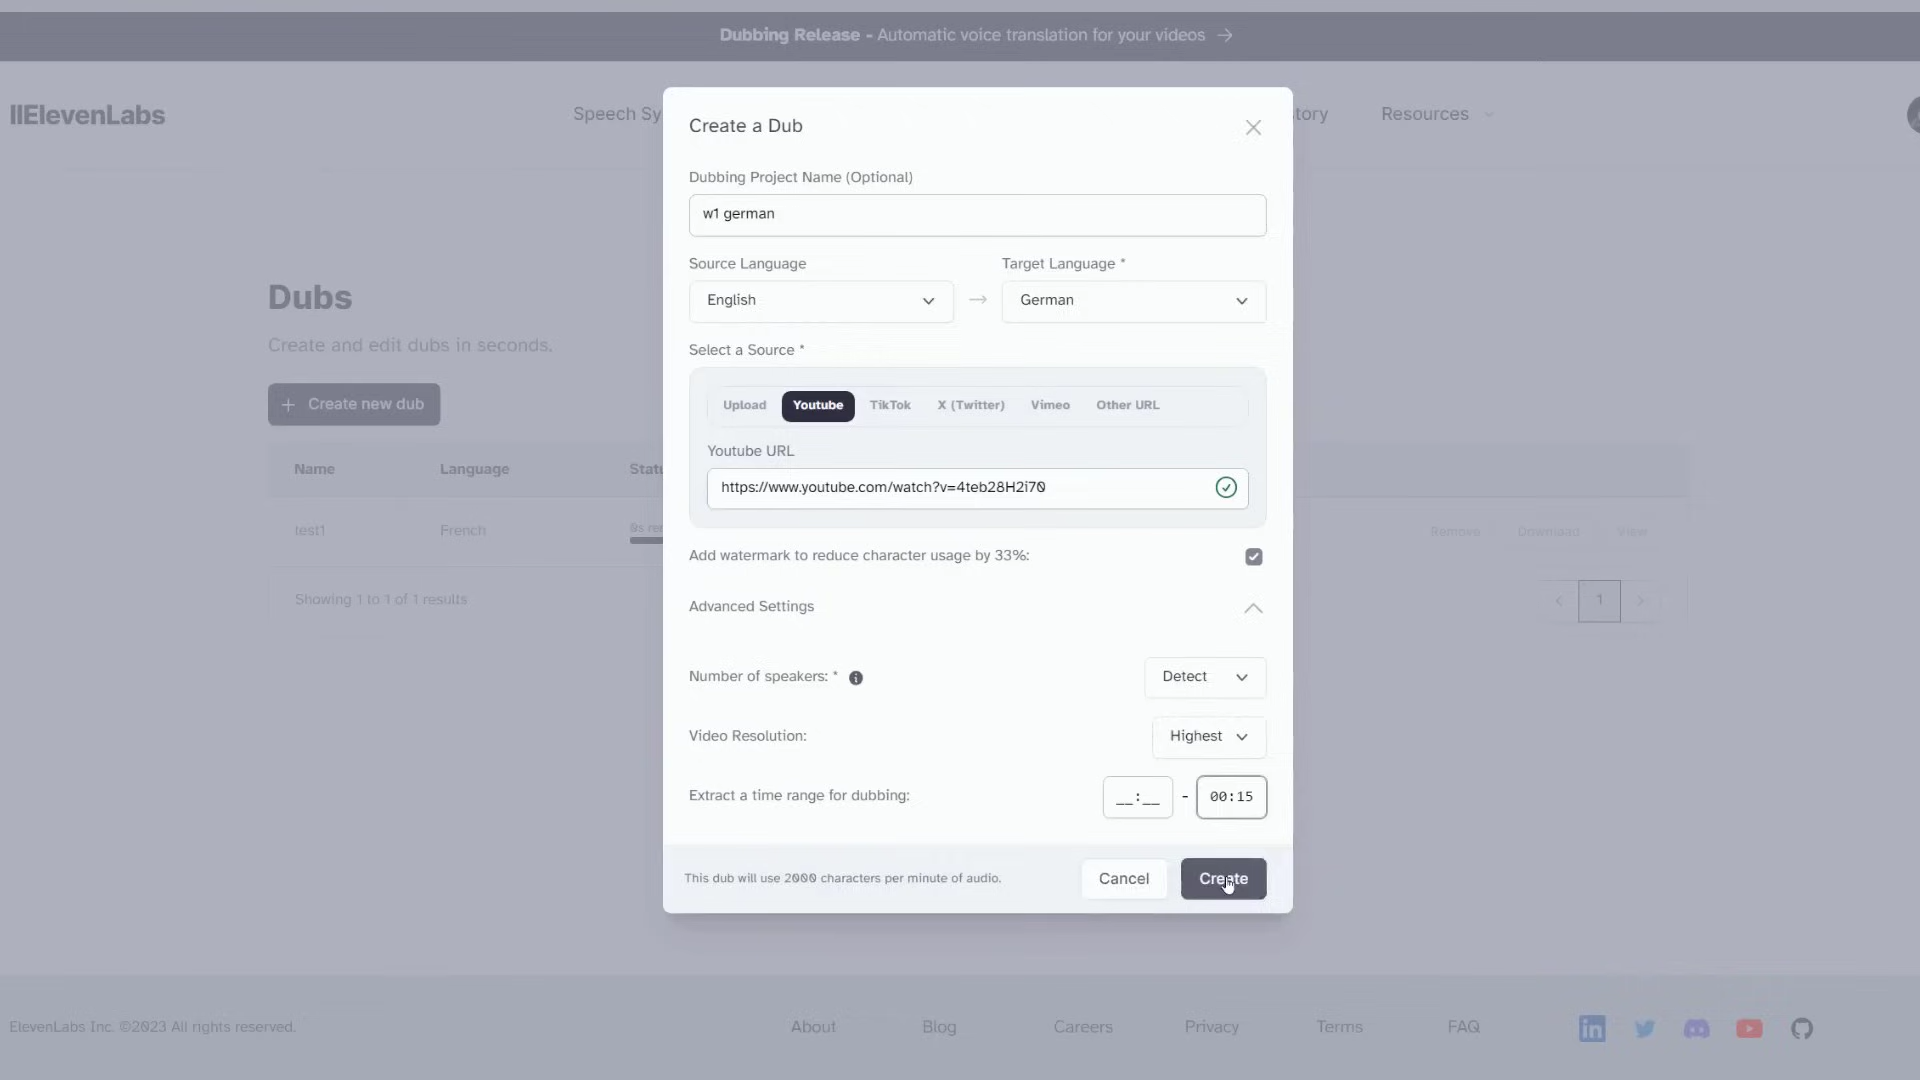 Dubbing Release - Automatic voice translation for your videos →
IIElevenLabs
Speech Sy
tory
Resources
Create a Dub
Dubbing Project Name (Optional)
w1 german
Source Language
Target Language *
English
German
Select a Source *
Upload
Youtube
TikTok
X (Twitter)
Vimeo
Other URL
Youtube URL
https://www.youtube.com/watch?v=4teb28H2i70
Add watermark to reduce character usage by 33%:
Advanced Settings
Number of speakers: *
Detect
Video Resolution:
Highest
Extract a time range for dubbing:
__:__ - 00:15
This dub will use 2000 characters per minute of audio.
Cancel
Create
Dubs
Create and edit dubs in seconds.
+ Create new dub
Name
Language
Statu
test1
French
0s rem
Remove
Download
View
Showing 1 to 1 of 1 results
1
ElevenLabs Inc. ©2023 All rights reserved.
About
Blog
Careers
Privacy
Terms
FAQ